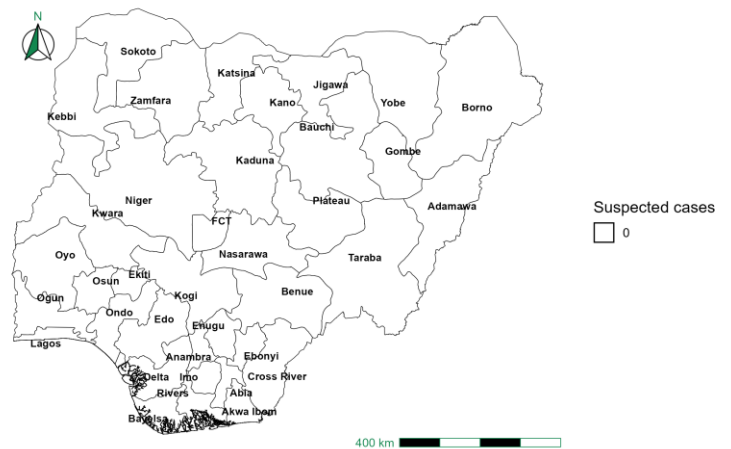 N
Sokoto
Katsina
Jigawa
Zamfara
Kano
Yobe
Borno
Kebbi
Bauchi
Gombe
Kaduna
Niger
Plateau
Adamawa
Kwara
FCT
Oyo
Nasarawa
Taraba
Ekiti
Osun
Benue
Ogun
Kogi
Ondo
Edo
Enugu
Lagos
Anambra
Ebonyi
Delta
Imo
Cross River
Rivers
Abia
Akwa Ibom
Bayelsa
Suspected cases
0
400 km